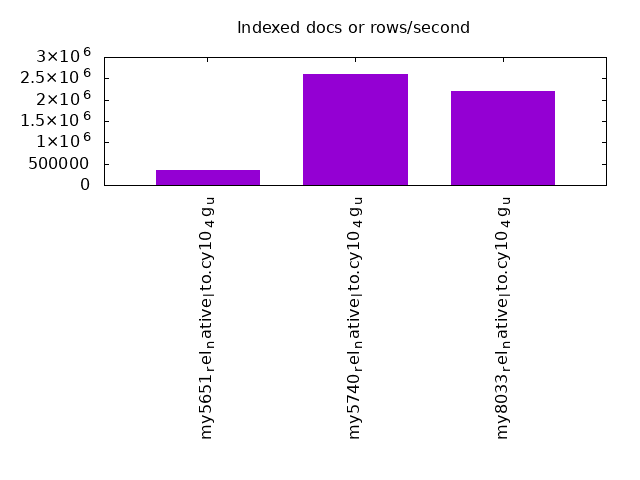 Indexed docs or rows/second
3×10⁶
2.5×10⁶
2×10⁶
1.5×10⁶
1×10⁶
500000
0
my5651ᵣelₙativeₗto.cy10₄gᵤ
my5740ᵣelₙativeₗto.cy10₄gᵤ
my8033ᵣelₙativeₗto.cy10₄gᵤ